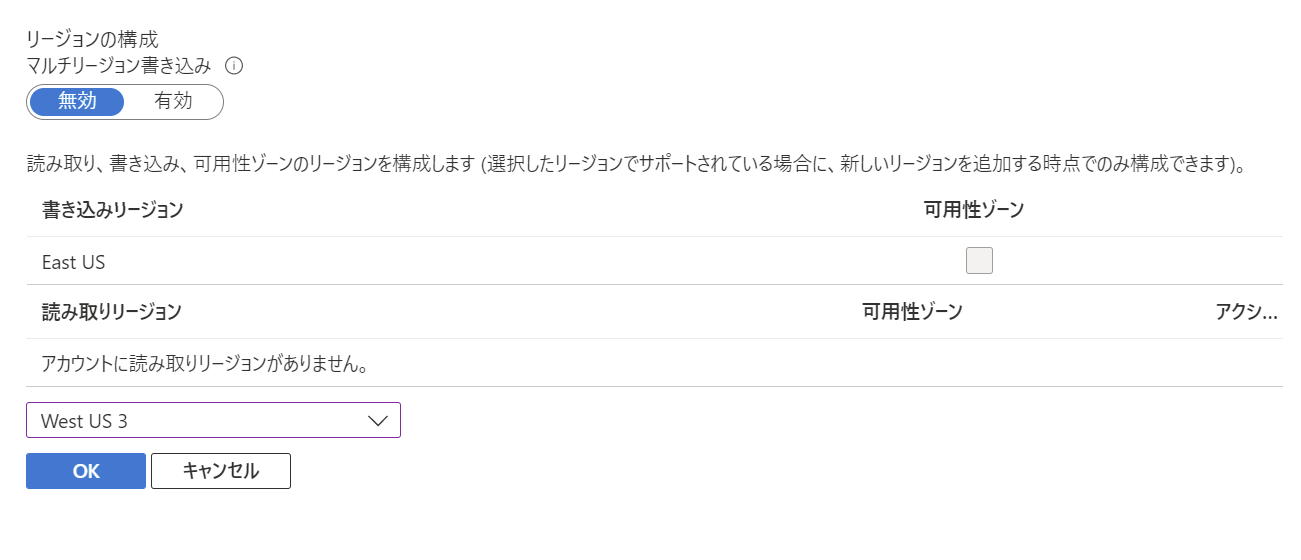 リージョンの構成
マルチリージョン書き込み
無効 有効
読み取り、書き込み、可用性ゾーンのリージョンを構成します (選択したリージョンでサポートされている場合に、新しいリージョンを追加する時点でのみ構成できます)。
書き込みリージョン 可用性ゾーン
East US
読み取りリージョン 可用性ゾーン アクシ...
アカウントに読み取りリージョンがありません。
West US 3
OK キャンセル